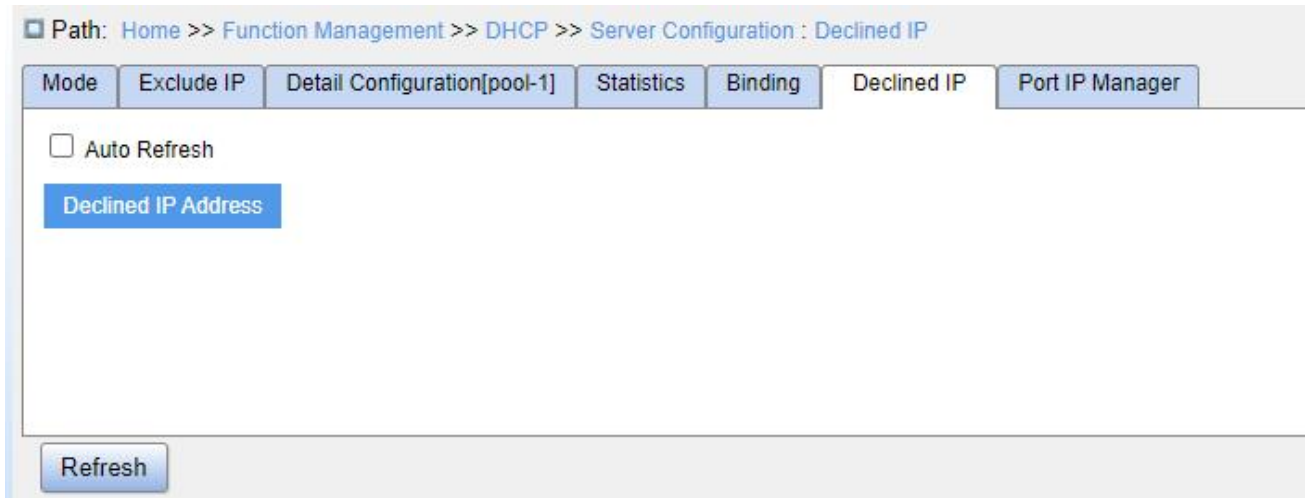 Path: Home >> Function Management >> DHCP >> Server Configuration : Declined IP
Mode Exclude IP Detail Configuration[pool-1] Statistics Binding Declined IP Port IP Manager
Auto Refresh
Declined IP Address
Refresh